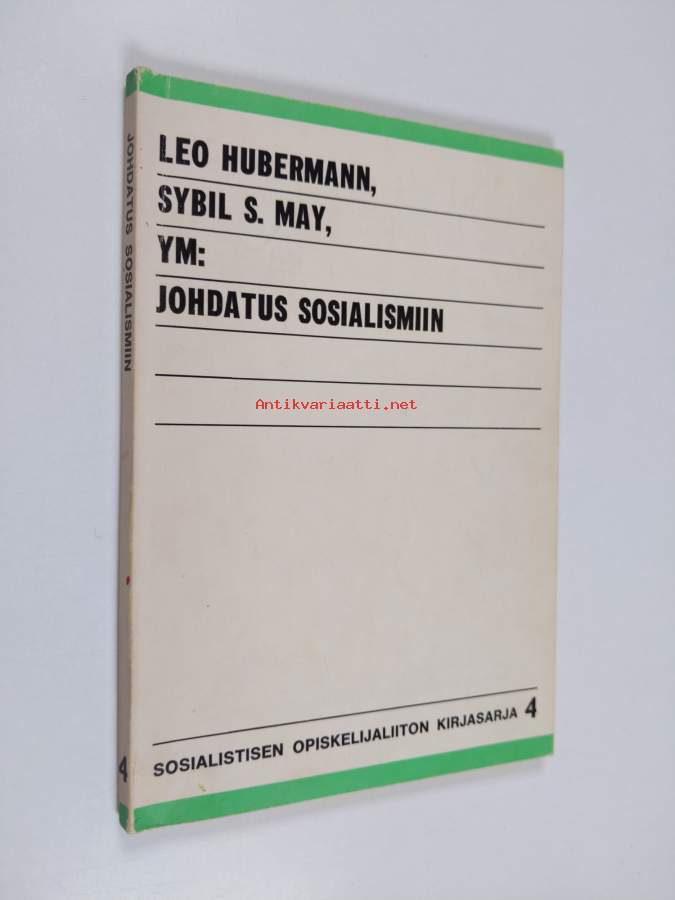 LEO HUBERMANN,
SYBIL S. MAY,
YM:
JOHDATUS SOSIALISMIIN
Antikvariaatti.net
SOSIALISTISEN OPISKELIJALIITON KIRJASARJA 4
JOHDATUS SOSIALISMIIN
4